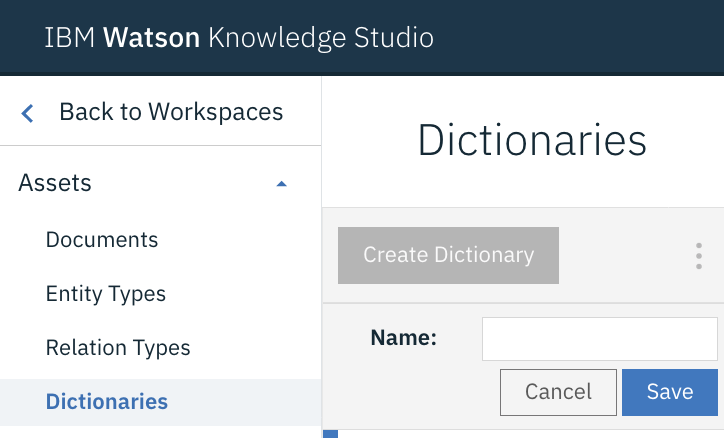 IBM Watson Knowledge Studio
Back to Workspaces
Assets
Documents
Entity Types
Relation Types
Dictionaries
Dictionaries
Create Dictionary
Name:
Cancel
Save